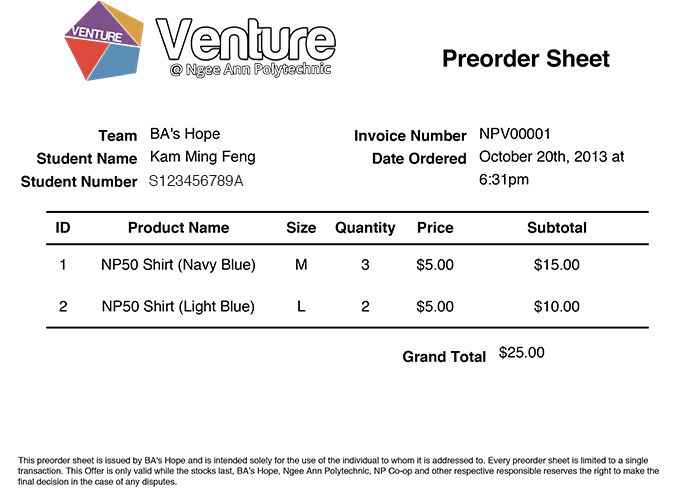 VENTURE
Venture
@ Ngee Ann Polytechnic
Preorder Sheet
Team BA's Hope
Student Name Kam Ming Feng
Student Number S123456789A
Invoice Number NPV00001
Date Ordered October 20th, 2013 at
6:31pm
ID Product Name Size Quantity Price Subtotal
1 NP50 Shirt (Navy Blue) M 3 $5.00 $15.00
2 NP50 Shirt (Light Blue) L 2 $5.00 $10.00
Grand Total $25.00
This preorder sheet is issued by BA's Hope and is intended solely for the use of the individual to whom it is addressed to. Every preorder sheet is limited to a single
transaction. This Offer is only valid while the stocks last, BA's Hope, Ngee Ann Polytechnic, NP Co-op and other respective responsible reserves the right to make the
final decision in the case of any disputes.